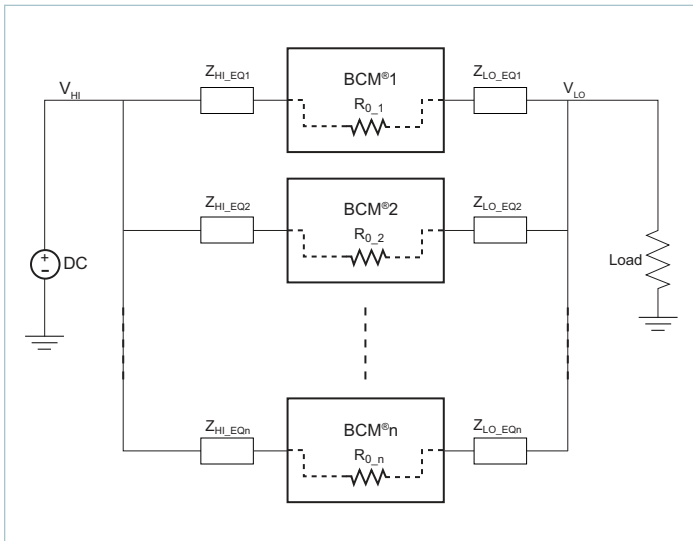 Z_HI_EQ1
BCM®1
Z_LO_EQ1
V_HI
R_0_1
V_LO
Z_HI_EQ2
BCM®2
Z_LO_EQ2
R_0_2
+
-
DC
Load
Z_HI_EQn
BCM®n
Z_LO_EQn
R_0_n